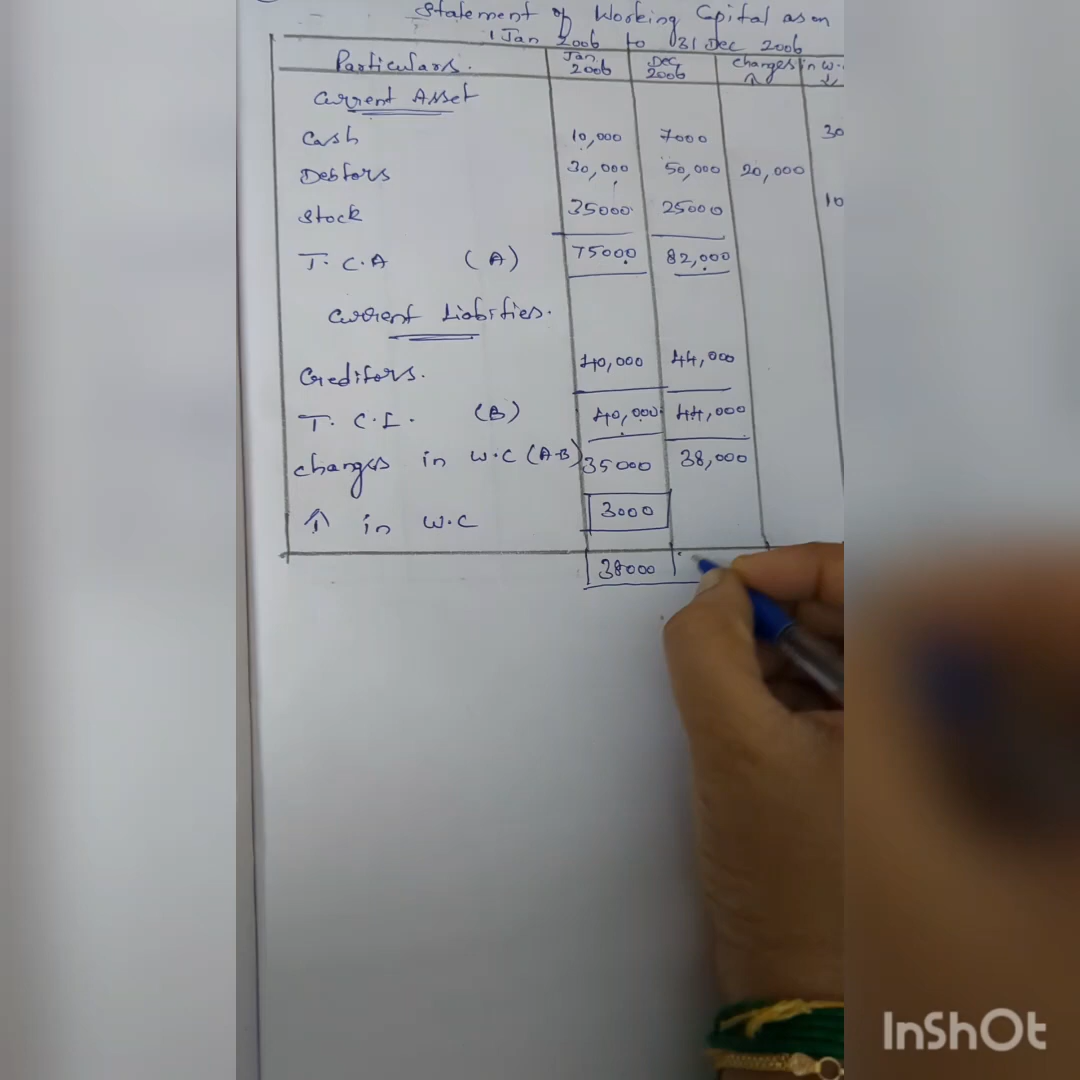 Statement of Working Capital as on
1 Jan 2006 to 31 Dec 2006
Particulars. Jan 2006 Dec 2006 changes in W.C ↑ ↓
Current Asset
Cash 10,000 7000 30
Debtors 30,000 50,000 20,000
Stock 35000 25000 10
T. C. A (A) 75000 82,000
Current Liabilities.
Creditors. 40,000 44,000
T. C. L. (B) 40,000 44,000
changes in W.C (A-B) 35000 38,000
↑ in W.C 3000
38000
InShOt